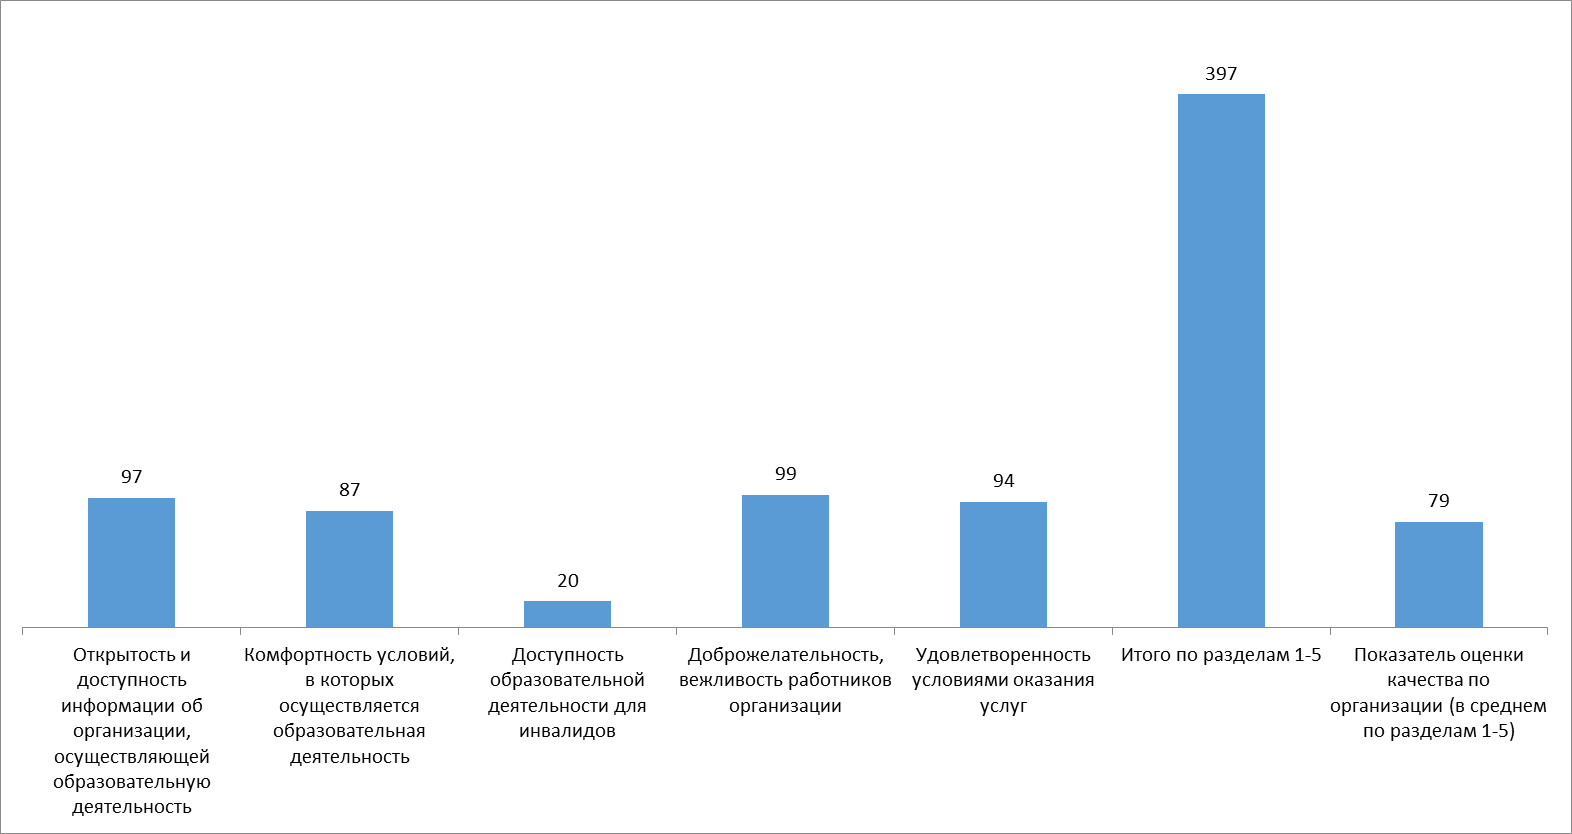 397
97
87
20
99
94
79
Открытость и
доступность
информации об
организации,
осуществляющей
образовательную
деятельность
Комфортность условий,
в которых
осуществляется
образовательная
деятельность
Доступность
образовательной
деятельности для
инвалидов
Доброжелательность,
вежливость работников
организации
Удовлетворенность
условиями оказания
услуг
Итого по разделам 1-5
Показатель оценки
качества по
организации (в среднем
по разделам 1-5)